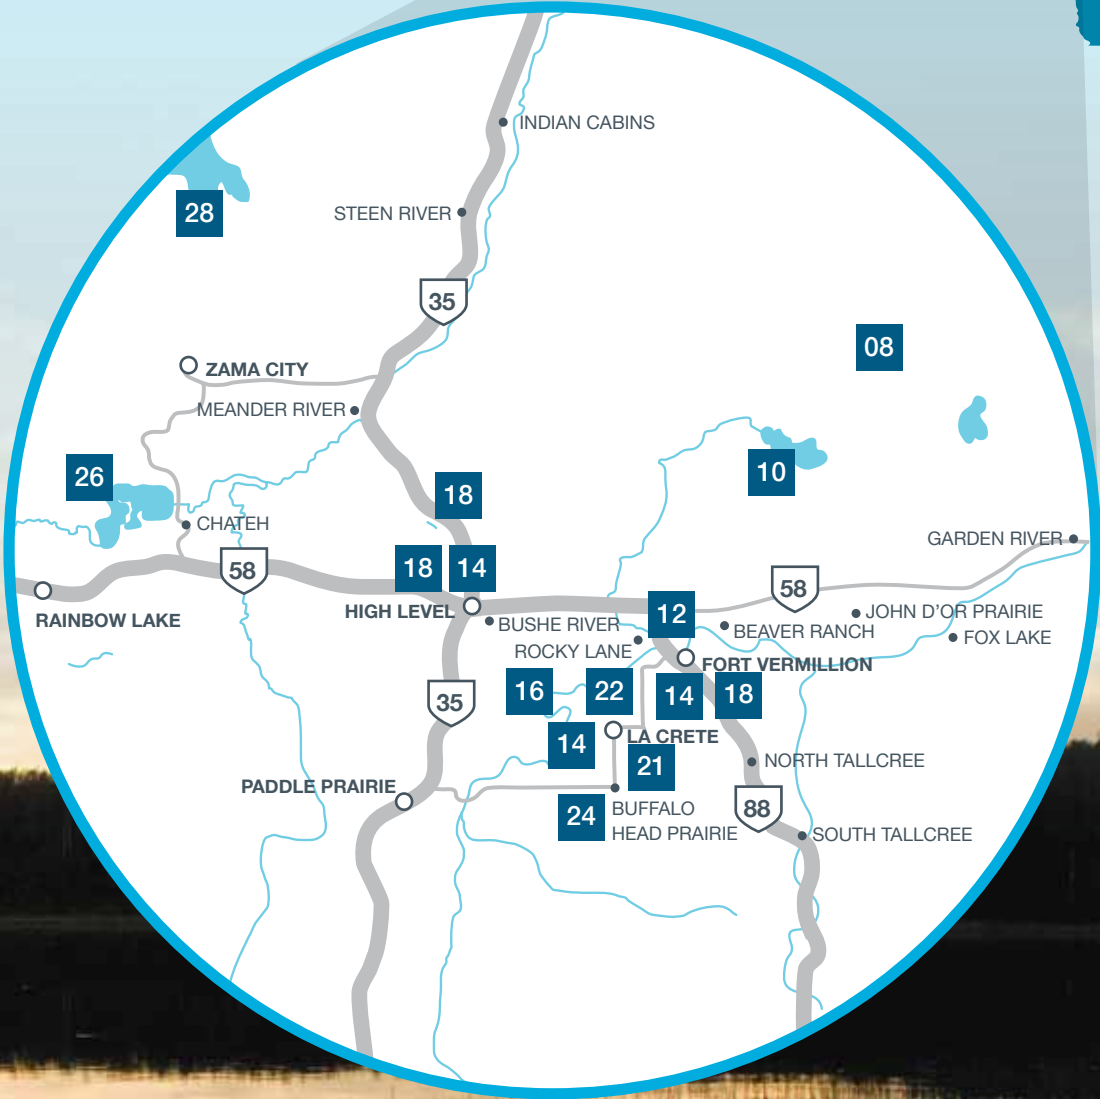 INDIAN CABINS
28
STEEN RIVER
35
08
ZAMA CITY
MEANDER RIVER
26
18
10
CHATEH
GARDEN RIVER
58
18
14
58
RAINBOW LAKE
HIGH LEVEL
BUSHE RIVER
12
JOHN D'OR PRAIRIE
BEAVER RANCH
FOX LAKE
ROCKY LANE
FORT VERMILLION
35
16
22
14
18
14
LA CRETE
21
NORTH TALLCREE
PADDLE PRAIRIE
24
BUFFALO
HEAD PRAIRIE
88
SOUTH TALLCREE